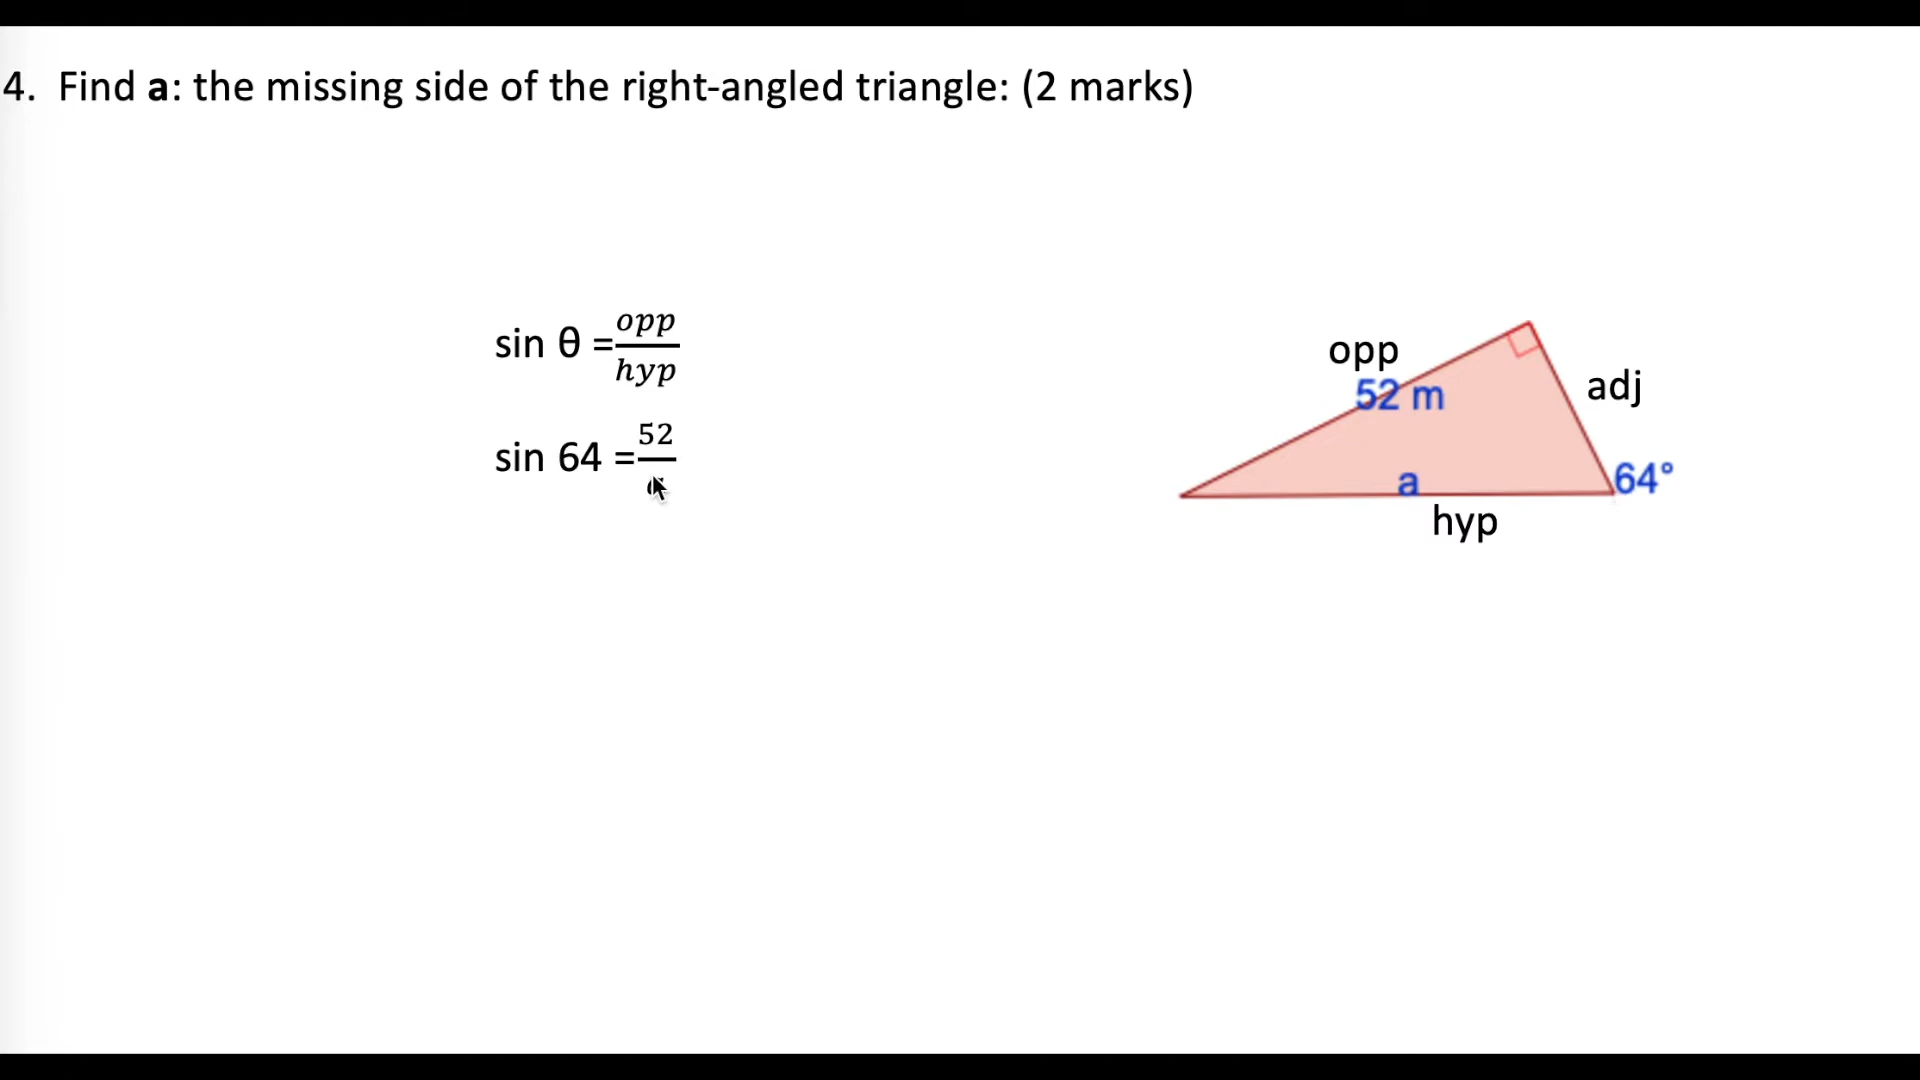 4. Find a: the missing side of the right-angled triangle: (2 marks)
sin θ = opp
hyp
sin 64 = 52
opp
52 m
adj
a
64°
hyp